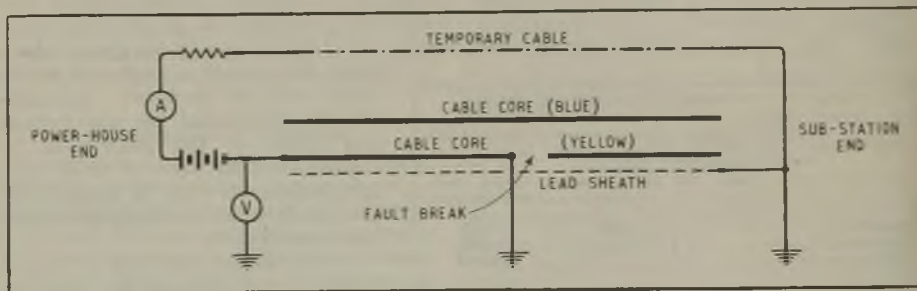 TEMPORARY CABLE
A
CABLE CORE (BLUE)
POWER-HOUSE
END
CABLE CORE
(YELLOW)
SUB-STATION
END
LEAD SHEATH
V
FAULT BREAK